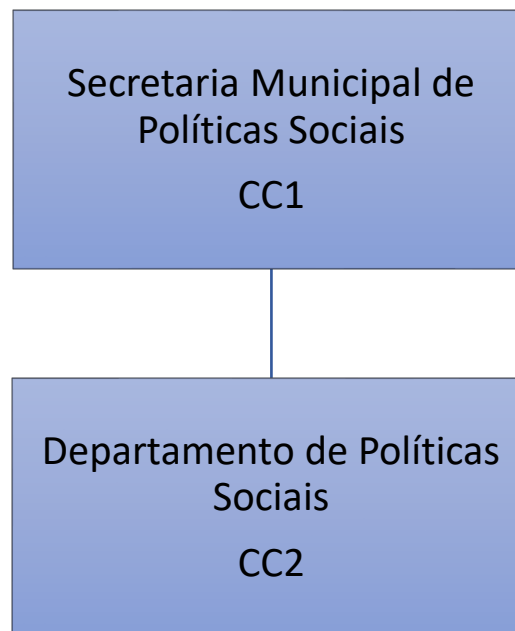 Secretaria Municipal de
Políticas Sociais
CC1
Departamento de Políticas
Sociais
CC2